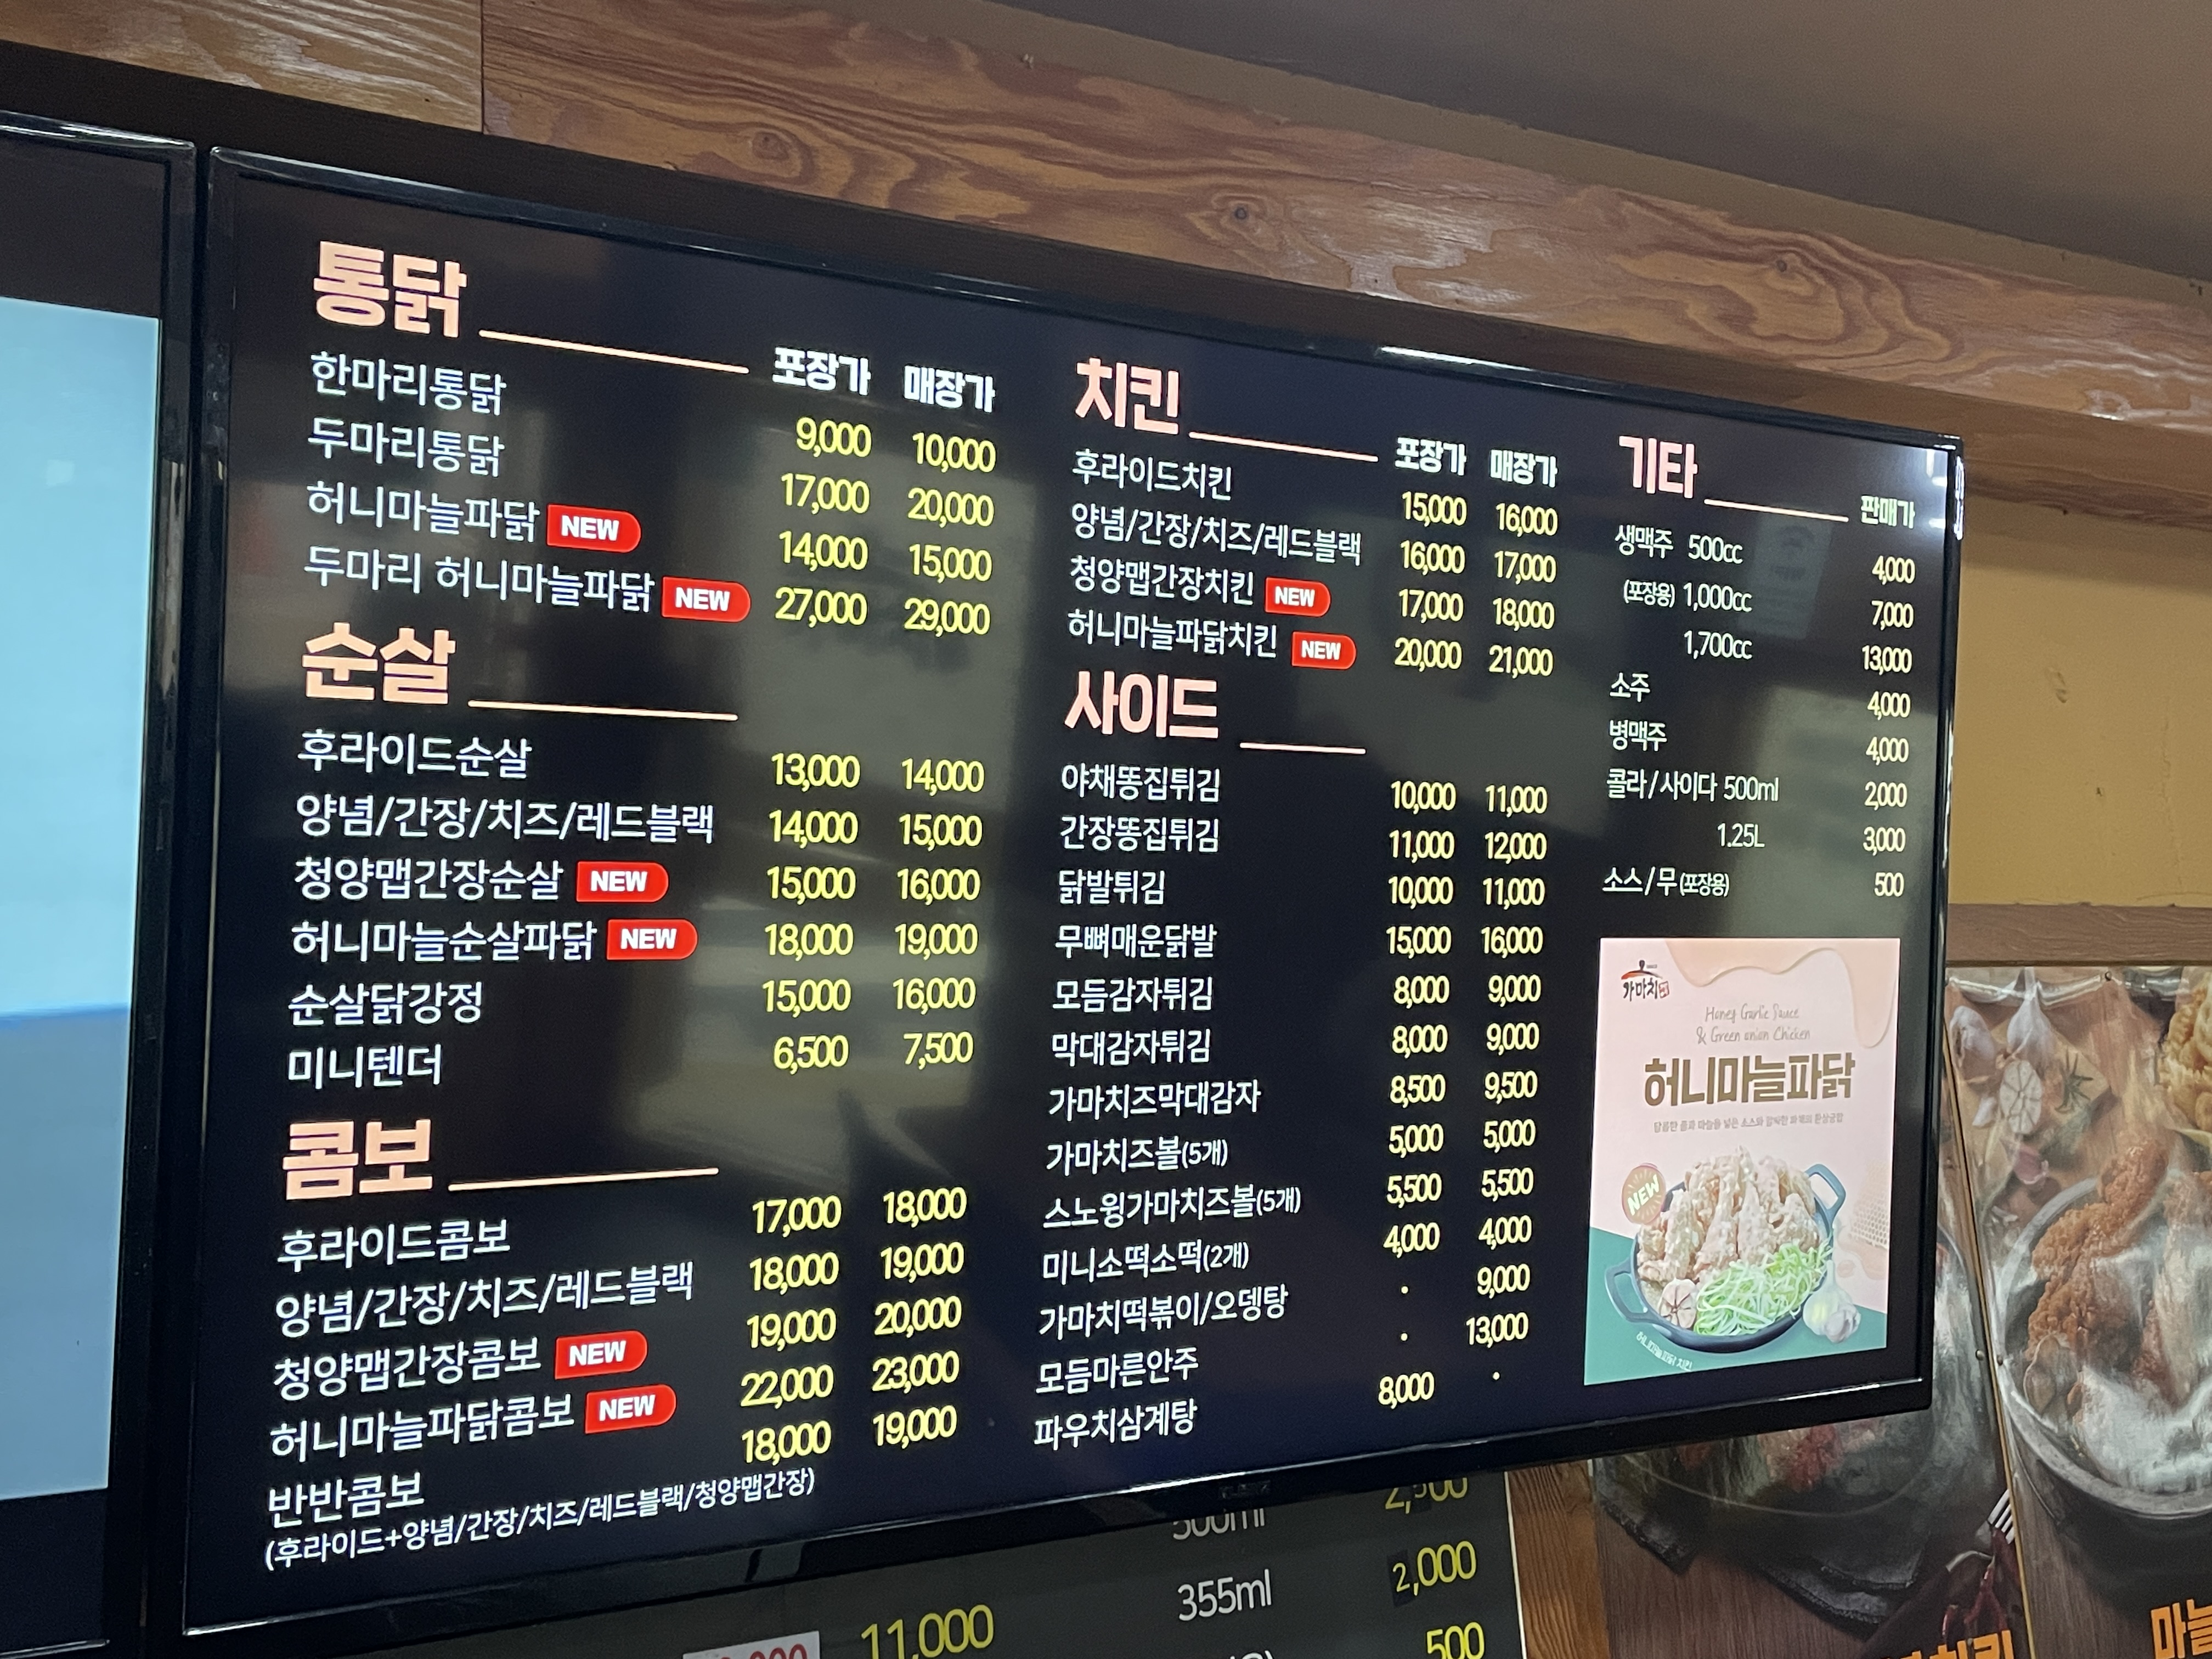 통닭
포장가 매장가
한마리통닭 9,000 10,000
두마리통닭 17,000 20,000
허니마늘파닭 NEW 14,000 15,000
두마리 허니마늘파닭 NEW 27,000 29,000
순살
후라이드순살 13,000 14,000
양념/간장/치즈/레드블랙 14,000 15,000
청양맵간장순살 NEW 15,000 16,000
허니마늘순살파닭 NEW 18,000 19,000
순살닭강정 15,000 16,000
미니텐더 6,500 7,500
콤보
후라이드콤보 17,000 18,000
양념/간장/치즈/레드블랙 18,000 19,000
청양맵간장콤보 NEW 19,000 20,000
허니마늘파닭콤보 NEW 22,000 23,000
반반콤보 18,000 19,000
(후라이드+양념/간장/치즈/레드블랙/청양맵간장)
치킨
포장가 매장가
후라이드치킨 15,000 16,000
양념/간장/치즈/레드블랙 16,000 17,000
청양맵간장치킨 NEW 17,000 18,000
허니마늘파닭치킨 NEW 20,000 21,000
사이드
야채똥집튀김 10,000 11,000
간장똥집튀김 11,000 12,000
닭발튀김 10,000 11,000
무뼈매운닭발 15,000 16,000
모듬감자튀김 8,000 9,000
막대감자튀김 8,000 9,000
가마치즈막대감자 8,500 9,500
가마치즈볼(5개) 5,000 5,000
스노윙가마치즈볼(5개) 5,500 5,500
미니소떡소떡(2개) 4,000 4,000
가마치떡볶이/오뎅탕 · 9,000
모듬마른안주 · 13,000
파우치삼계탕 8,000 ·
기타
판매가
생맥주 500cc 4,000
(포장용) 1,000cc 7,000
1,700cc 13,000
소주 4,000
병맥주 4,000
콜라/사이다 500ml 2,000
1.25L 3,000
소스/무(포장용) 500
가마치
Honey Garlic Sauce
& Green onion Chicken
허니마늘파닭
NEW
500ml 2,500
355ml 2,000
11,000
500
치킨
마늘